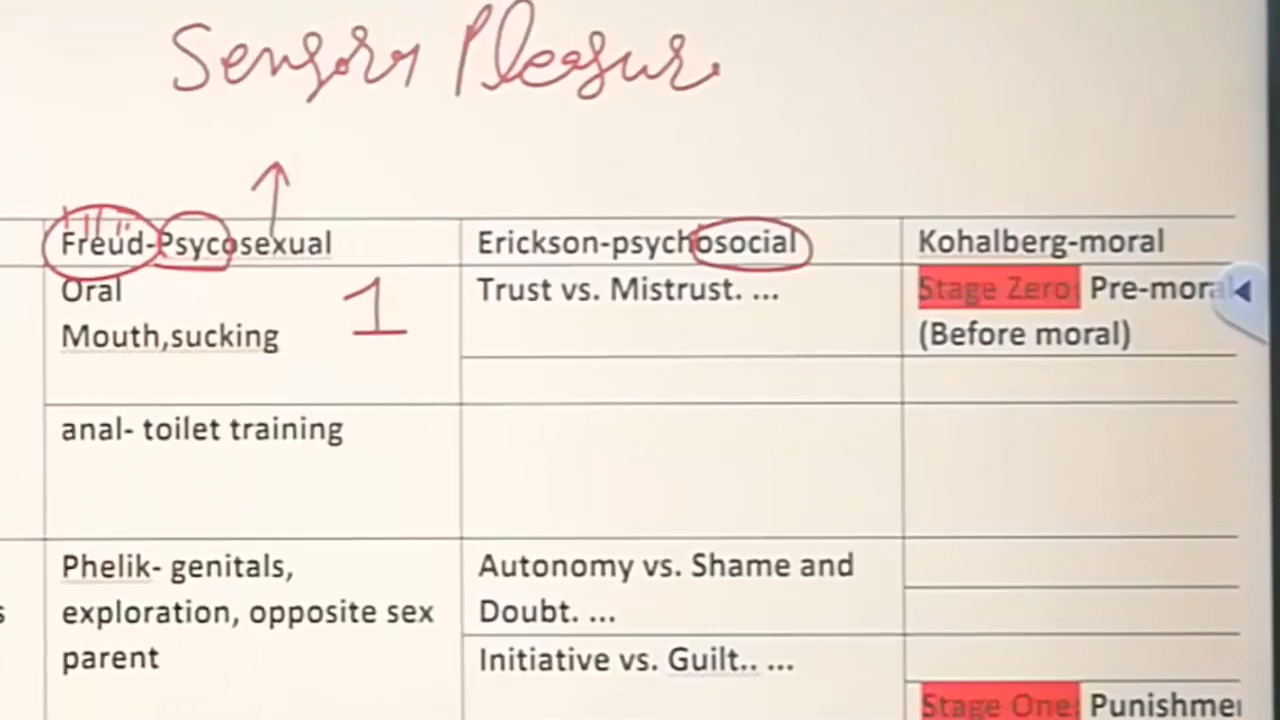 Sensory Pleasur
Freud-Psycosexual
Erickson-psychosocial
Kohalberg-moral
Oral
Mouth,sucking
1
Trust vs. Mistrust. ...
Stage Zero: Pre-moral
(Before moral)
anal- toilet training
Phelik- genitals,
exploration, opposite sex
parent
Autonomy vs. Shame and
Doubt. ...
Initiative vs. Guilt.. ...
Stage One: Punishme
s